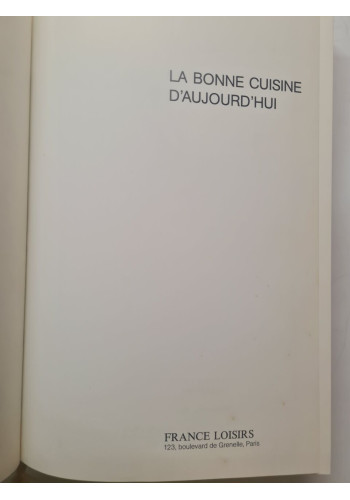 LA BONNE CUISINE
D'AUJOURD'HUI
FRANCE LOISIRS
123, boulevard de Grenelle, Paris